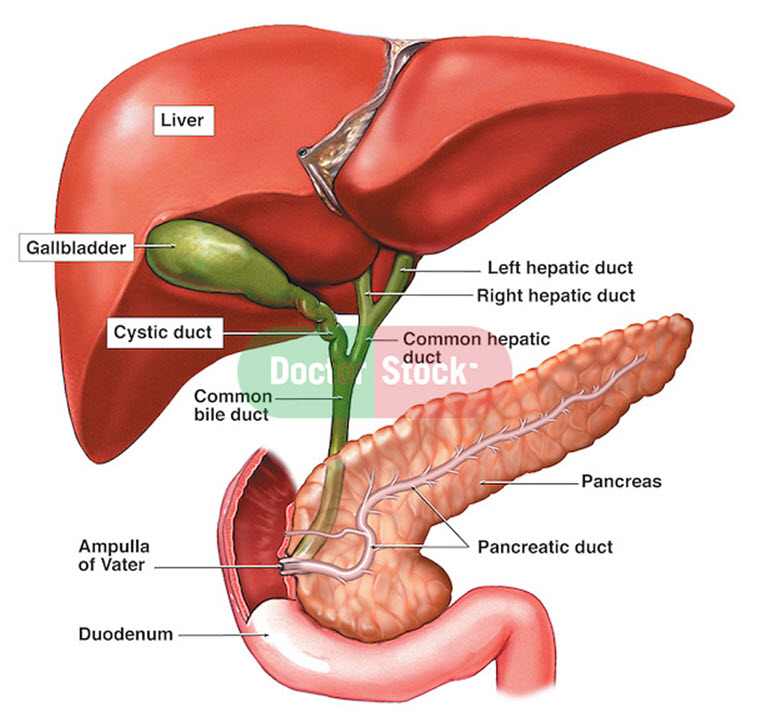 Liver
Gallbladder
Left hepatic duct
Right hepatic duct
Cystic duct
Common hepatic
duct
Doctor Stock™
Common
bile duct
Pancreas
Ampulla
of Vater
Pancreatic duct
Duodenum